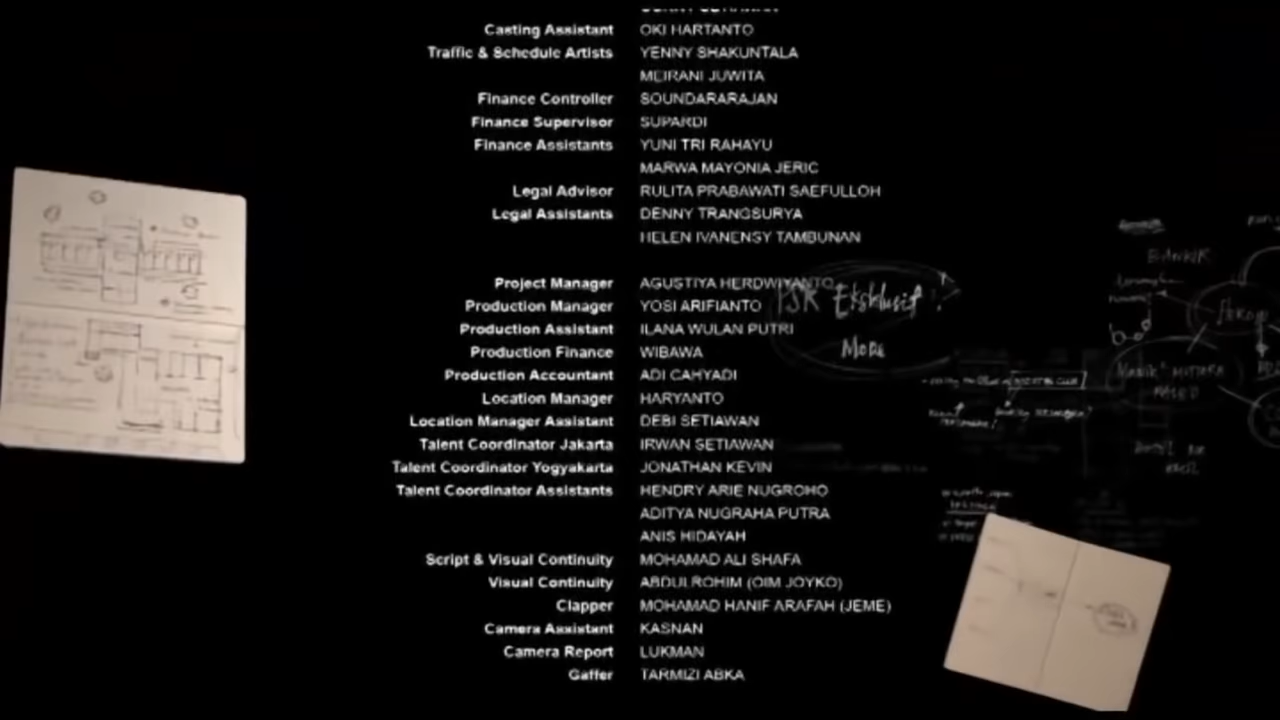 Casting Assistant OKI HARTANTO
Traffic & Schedule Artists YENNY SHAKUNTALA
MEIRANI JUWITA
Finance Controller SOUNDARARAJAN
Finance Supervisor SUPARDI
Finance Assistants YUNI TRI RAHAYU
MARWA MAYONIA JERIC
Legal Advisor RULITA PRABAWATI SAEFULLOH
Legal Assistants DENNY TRANGSURYA
HELEN IVANENSY TAMBUNAN
Project Manager AGUSTIYA HERDWIYANTO
Production Manager YOSI ARIFIANTO
Production Assistant ILANA WULAN PUTRI
Production Finance WIBAWA
Production Accountant ADI CAHYADI
Location Manager HARYANTO
Location Manager Assistant DEBI SETIAWAN
Talent Coordinator Jakarta IRWAN SETIAWAN
Talent Coordinator Yogyakarta JONATHAN KEVIN
Talent Coordinator Assistants HENDRY ARIE NUGROHO
ADITYA NUGRAHA PUTRA
ANIS HIDAYAH
Script & Visual Continuity MOHAMAD ALI SHAFA
Visual Continuity ABDULROHIM (OIM JOYKO)
Clapper MOHAMAD HANIF ARAFAH (JEME)
Camera Assistant KASNAN
Camera Report LUKMAN
Gaffer TARMIZI ABKA
Eksklusif
MORE